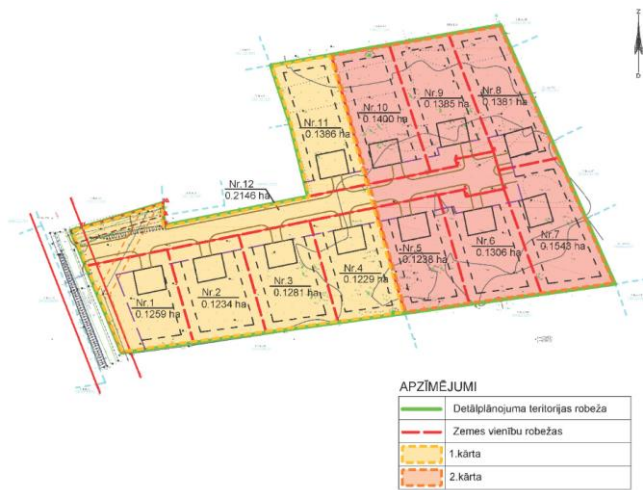 Z
D
Nr.11
0.1386 ha
Nr.10
0.1400 ha
Nr.9
0.1385 ha
Nr.8
0.1381 ha
Nr.12
0.2146 ha
Nr.1
0.1259 ha
Nr.2
0.1234 ha
Nr.3
0.1281 ha
Nr.4
0.1229 ha
Nr.5
0.1238 ha
Nr.6
0.1306 ha
Nr.7
0.1543 ha
APZĪMĒJUMI
Detālplānojuma teritorijas robeža
Zemes vienību robežas
1.kārta
2.kārta